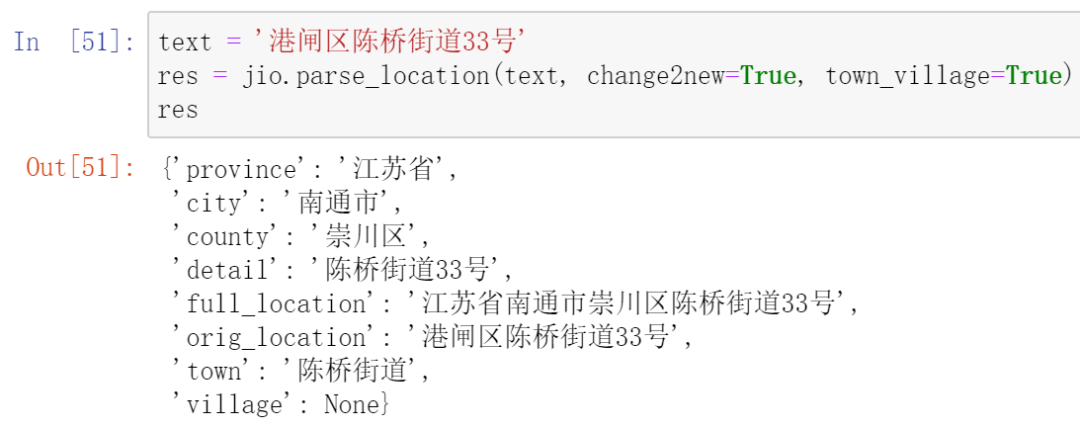 In [51]: text = '港闸区陈桥街道33号'
res = jio.parse_location(text, change2new=True, town_village=True)
res
Out[51]: {'province': '江苏省',
'city': '南通市',
'county': '崇川区',
'detail': '陈桥街道33号',
'full_location': '江苏省南通市崇川区陈桥街道33号',
'orig_location': '港闸区陈桥街道33号',
'town': '陈桥街道',
'village': None}